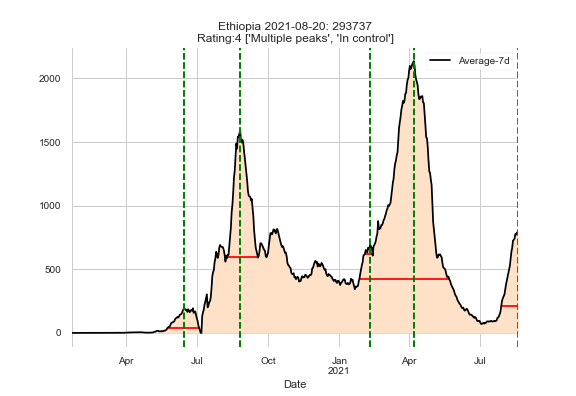 Ethiopia 2021-08-20: 293737
Rating:4 ['Multiple peaks', 'In control']
Average-7d
2000
1500
1000
500
0
Apr
Jul
Oct
Jan
2021
Apr
Jul
Date